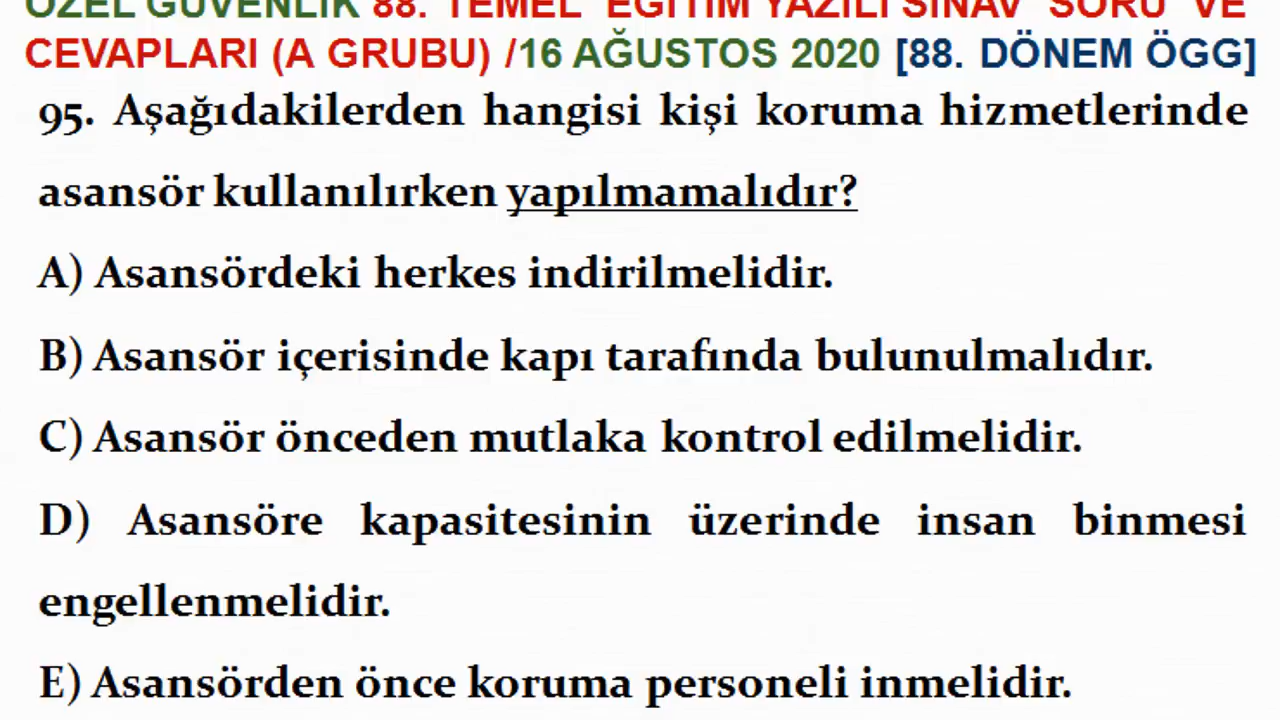 ÖZEL GÜVENLİK 88. TEMEL EĞİTİM YAZILI SINAV SORU VE
CEVAPLARI (A GRUBU) /16 AĞUSTOS 2020 [88. DÖNEM ÖGG]
95. Aşağıdakilerden hangisi kişi koruma hizmetlerinde
asansör kullanılırken yapılmamalıdır?
A) Asansördeki herkes indirilmelidir.
B) Asansör içerisinde kapı tarafında bulunulmalıdır.
C) Asansör önceden mutlaka kontrol edilmelidir.
D) Asansöre kapasitesinin üzerinde insan binmesi
engellenmelidir.
E) Asansörden önce koruma personeli inmelidir.